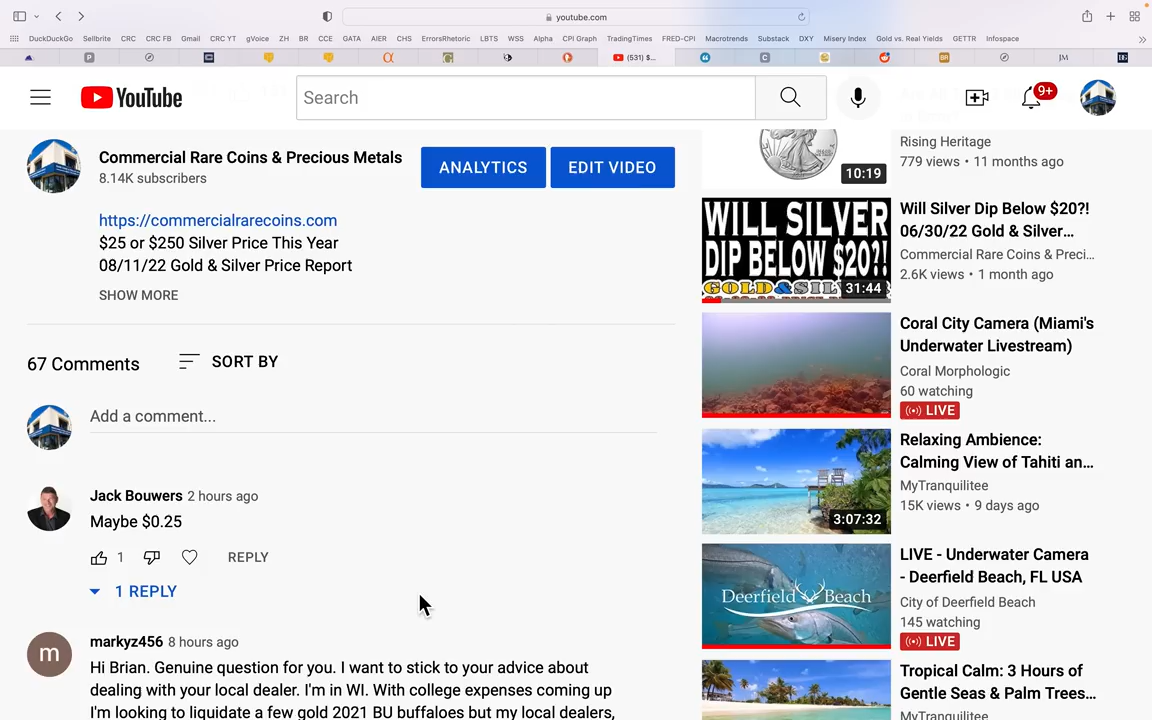 youtube.com
DuckDuckGo Sellbrite CRC CRC FB Gmail CRC YT gVoice ZH BR CCE GATA AIER CHS ErrorsRhetoric LBTS WSS Alpha CPI Graph TradingTimes FRED-CPI Macrotrends Substack DXY Misery Index Gold vs. Real Yields GETTR Infospace
(531) $...
YouTube
Search
9+
Commercial Rare Coins & Precious Metals
8.14K subscribers
ANALYTICS
EDIT VIDEO
https://commercialrarecoins.com
$25 or $250 Silver Price This Year
08/11/22 Gold & Silver Price Report
SHOW MORE
67 Comments
SORT BY
Add a comment...
Jack Bouwers 2 hours ago
Maybe $0.25
1
REPLY
1 REPLY
m
markyz456 8 hours ago
Hi Brian. Genuine question for you. I want to stick to your advice about
dealing with your local dealer. I'm in WI. With college expenses coming up
I'm looking to liquidate a few gold 2021 BU buffaloes but my local dealers,
10:19
Rising Heritage
779 views • 11 months ago
WILL SILVER
DIP BELOW $20?!
GOLD & SIL
31:44
Will Silver Dip Below $20?!
06/30/22 Gold & Silver...
Commercial Rare Coins & Preci...
2.6K views • 1 month ago
Coral City Camera (Miami's
Underwater Livestream)
Coral Morphologic
60 watching
LIVE
3:07:32
Relaxing Ambience:
Calming View of Tahiti an...
MyTranquilitee
15K views • 9 days ago
Deerfield Beach
LIVE - Underwater Camera
- Deerfield Beach, FL USA
City of Deerfield Beach
145 watching
LIVE
Tropical Calm: 3 Hours of
Gentle Seas & Palm Trees...
MyTranquilitee